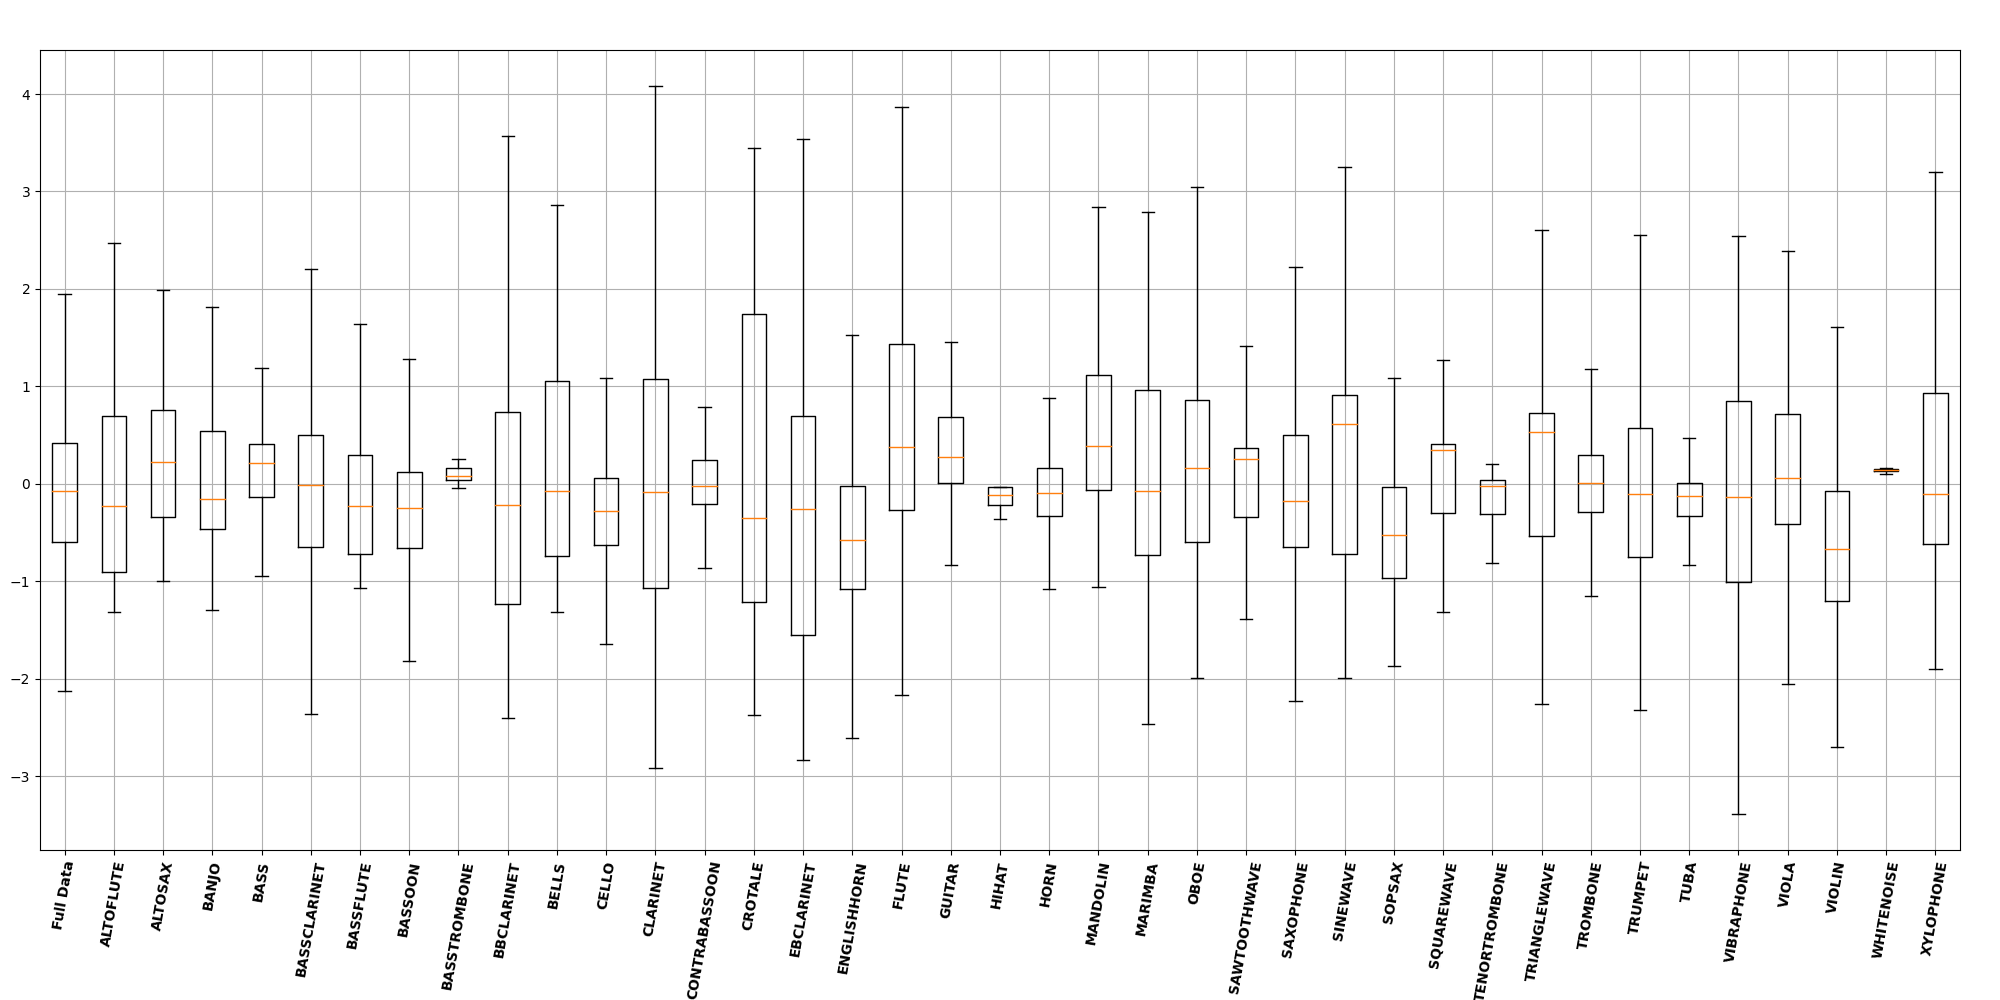 4
3
2
1
0
−1
−2
−3
Full Data
ALTOFLUTE
ALTOSAX
BANJO
BASS
BASSCLARINET
BASSFLUTE
BASSOON
BASSTROMBONE
BBCLARINET
BELLS
CELLO
CLARINET
CONTRABASSOON
CROTALE
EBCLARINET
ENGLISHHORN
FLUTE
GUITAR
HIHAT
HORN
MANDOLIN
MARIMBA
OBOE
SAWTOOTHWAVE
SAXOPHONE
SINEWAVE
SOPSAX
SQUAREWAVE
TENORTROMBONE
TRIANGLEWAVE
TROMBONE
TRUMPET
TUBA
VIBRAPHONE
VIOLA
VIOLIN
WHITENOISE
XYLOPHONE